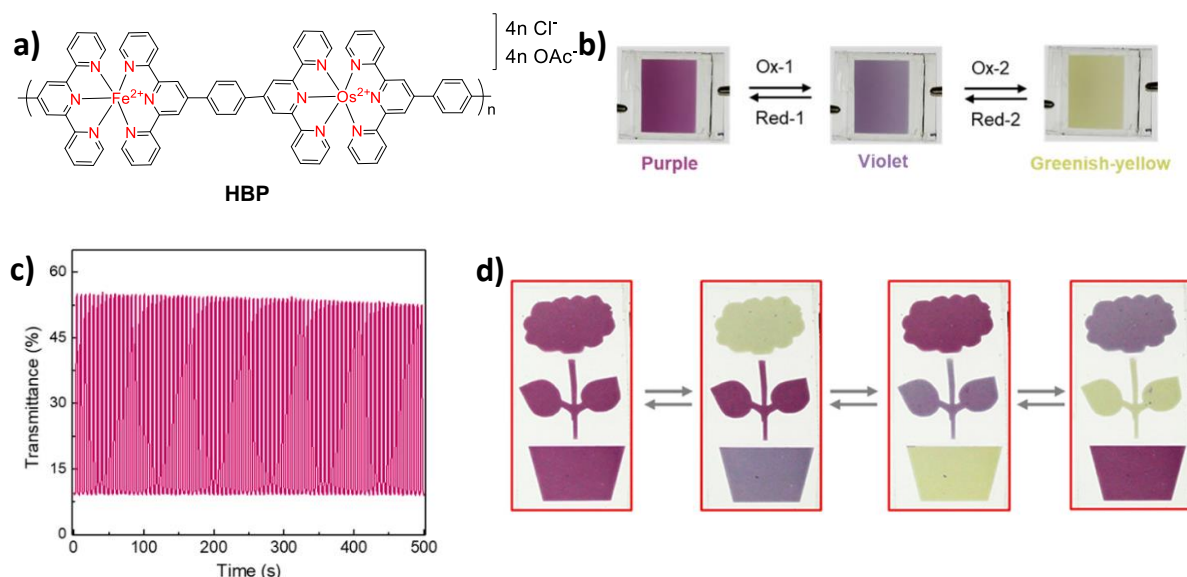 a)
4n Cl⁻
4n OAc⁻
N N N N
N Fe²⁺ N N Os²⁺ N
N N N N
n
HBP
b)
Ox-1
Red-1
Ox-2
Red-2
Purple
Violet
Greenish-yellow
c)
Transmittance (%)
60
45
30
15
0
0 100 200 300 400 500
Time (s)
d)